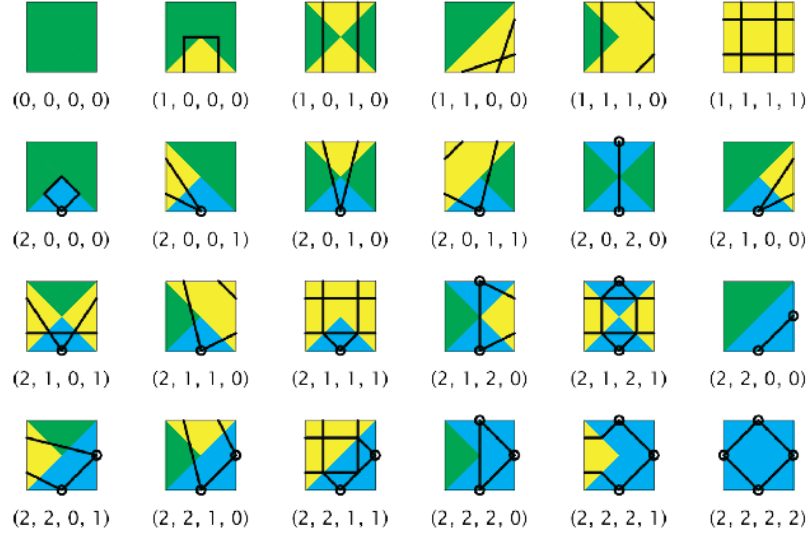 (0, 0, 0, 0) (1, 0, 0, 0) (1, 0, 1, 0) (1, 1, 0, 0) (1, 1, 1, 0) (1, 1, 1, 1)
(2, 0, 0, 0) (2, 0, 0, 1) (2, 0, 1, 0) (2, 0, 1, 1) (2, 0, 2, 0) (2, 1, 0, 0)
(2, 1, 0, 1) (2, 1, 1, 0) (2, 1, 1, 1) (2, 1, 2, 0) (2, 1, 2, 1) (2, 2, 0, 0)
(2, 2, 0, 1) (2, 2, 1, 0) (2, 2, 1, 1) (2, 2, 2, 0) (2, 2, 2, 1) (2, 2, 2, 2)